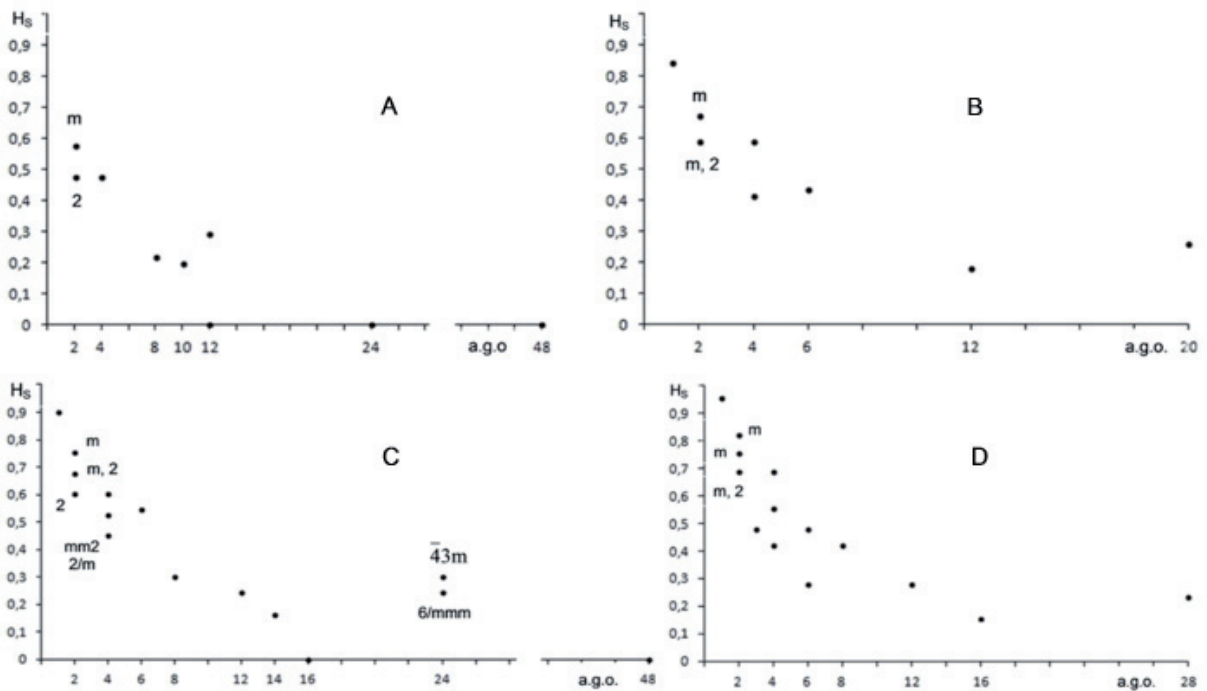 Hs
0,9
0,8
0,7
0,6
0,5
0,4
0,3
0,2
0,1
0
m
2
A
2 4 8 10 12 24 a.g.o 48
Hs
0,9
0,8
0,7
0,6
0,5
0,4
0,3
0,2
0,1
0
m
m, 2
B
2 4 6 12 a.g.o. 20
Hs
0,9
0,8
0,7
0,6
0,5
0,4
0,3
0,2
0,1
0
m
m, 2
2
mm2
2/m
C
4̅3m
6/mmm
2 4 6 8 12 14 16 24 a.g.o. 48
Hs
0,9
0,8
0,7
0,6
0,5
0,4
0,3
0,2
0,1
0
m
m
m, 2
D
2 4 6 8 12 16 a.g.o. 28